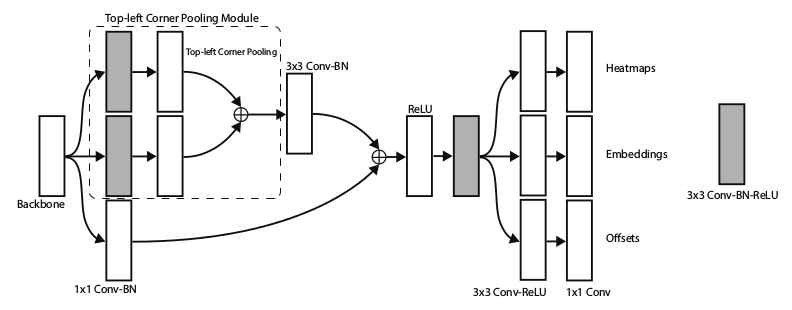 Top-left Corner Pooling Module
Top-left Corner Pooling
3x3 Conv-BN
Heatmaps
ReLU
Embeddings
Backbone
3x3 Conv-BN-ReLU
Offsets
1x1 Conv-BN
3x3 Conv-ReLU
1x1 Conv